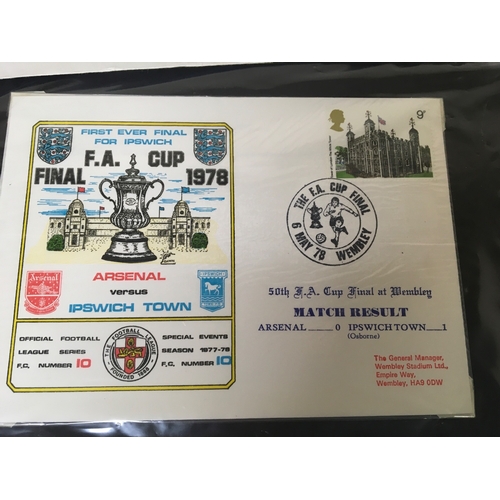 FIRST EVER FINAL
FOR IPSWICH
F.A. CUP
FINAL 1978
ARSENAL
versus
IPSWICH TOWN
Arsenal
OFFICIAL FOOTBALL
LEAGUE SERIES
F.C. NUMBER 10
THE FOOTBALL LEAGUE
FOUNDED 1888
SPECIAL EVENTS
SEASON 1977-78
F.C. NUMBER 10
9p
THE F.A. CUP FINAL
6 MAY 78 WEMBLEY
50th F.A. Cup Final at Wembley
MATCH RESULT
ARSENAL ____ 0 IPSWICH TOWN __1
(Osborne)
The General Manager,
Wembley Stadium Ltd.,
Empire Way,
Wembley, HA9 0DW